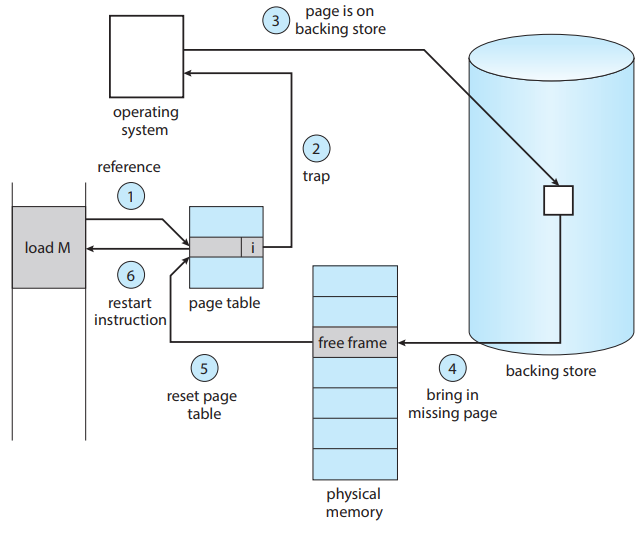 3
page is on
backing store
operating
system
2
trap
reference
1
load M
i
6
restart
instruction
page table
free frame
5
reset page
table
4
bring in
missing page
backing store
physical
memory